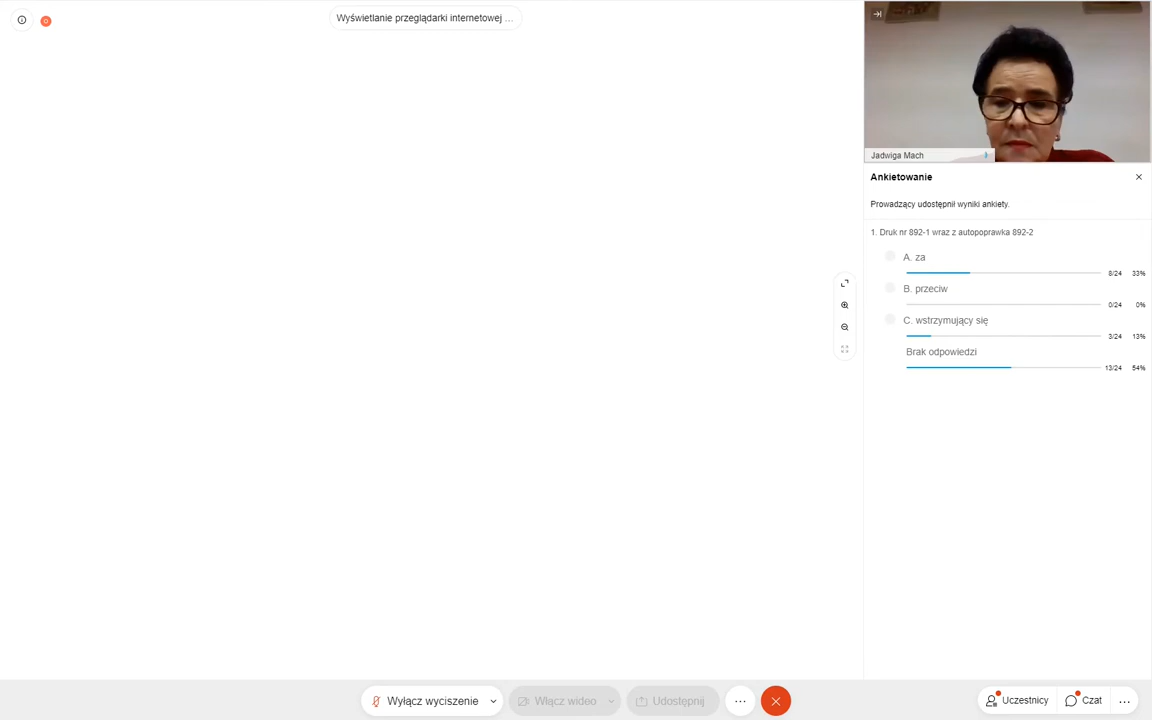 Wyświetlanie przeglądarki internetowej ...
Jadwiga Mach
Ankietowanie
Prowadzący udostępnił wyniki ankiety.
1. Druk nr 892-1 wraz z autopoprawka 892-2
A. za
8/24 33%
B. przeciw
0/24 0%
C. wstrzymujący się
3/24 13%
Brak odpowiedzi
13/24 54%
Wyłącz wyciszenie
Włącz wideo
Udostępnij
Uczestnicy
Czat